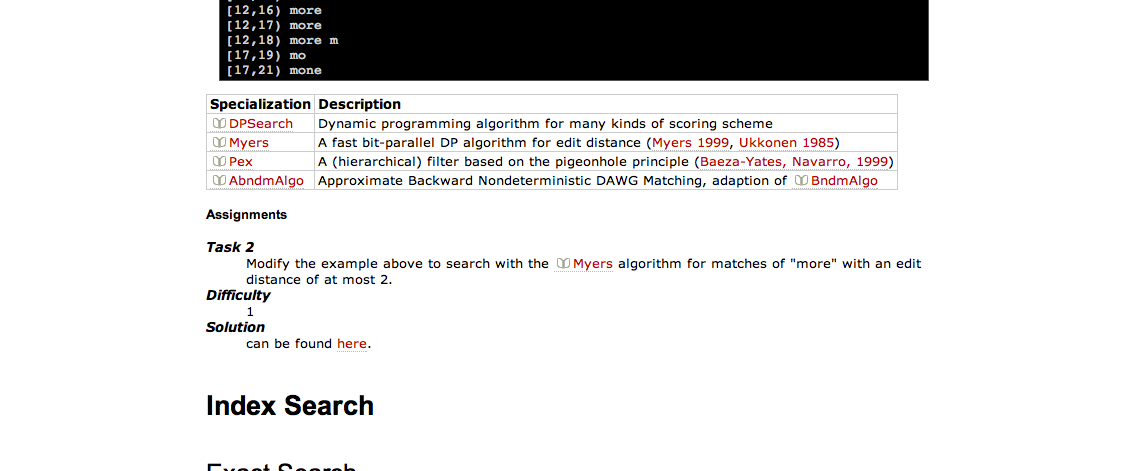 [12,16) more
[12,17) more
[12,18) more m
[17,19) mo
[17,21) mone
Specialization Description
DPSearch Dynamic programming algorithm for many kinds of scoring scheme
Myers A fast bit-parallel DP algorithm for edit distance (Myers 1999, Ukkonen 1985)
Pex A (hierarchical) filter based on the pigeonhole principle (Baeza-Yates, Navarro, 1999)
AbndmAlgo Approximate Backward Nondeterministic DAWG Matching, adaption of BndmAlgo
Assignments
Task 2
Modify the example above to search with the Myers algorithm for matches of "more" with an edit
distance of at most 2.
Difficulty
1
Solution
can be found here.
Index Search
Exact Search